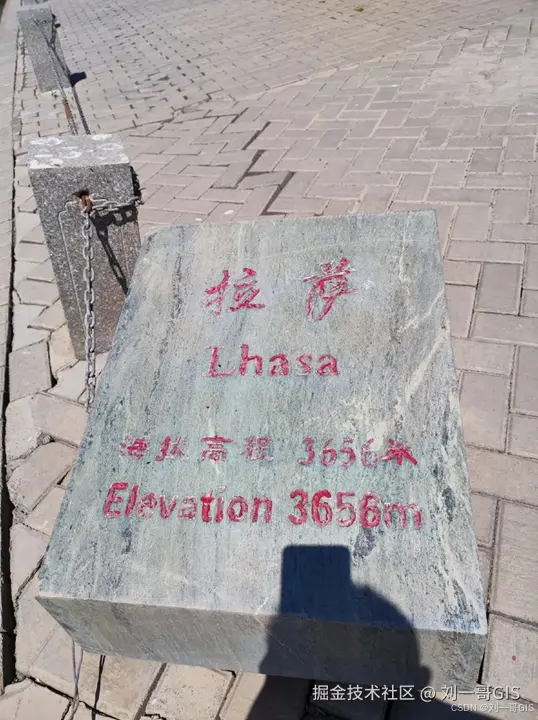 拉萨
Lhasa
海拔高程 3656米
Elevation 3656m
掘金技术社区 @ 刘一哥GIS
CSDN @刘一哥GIS